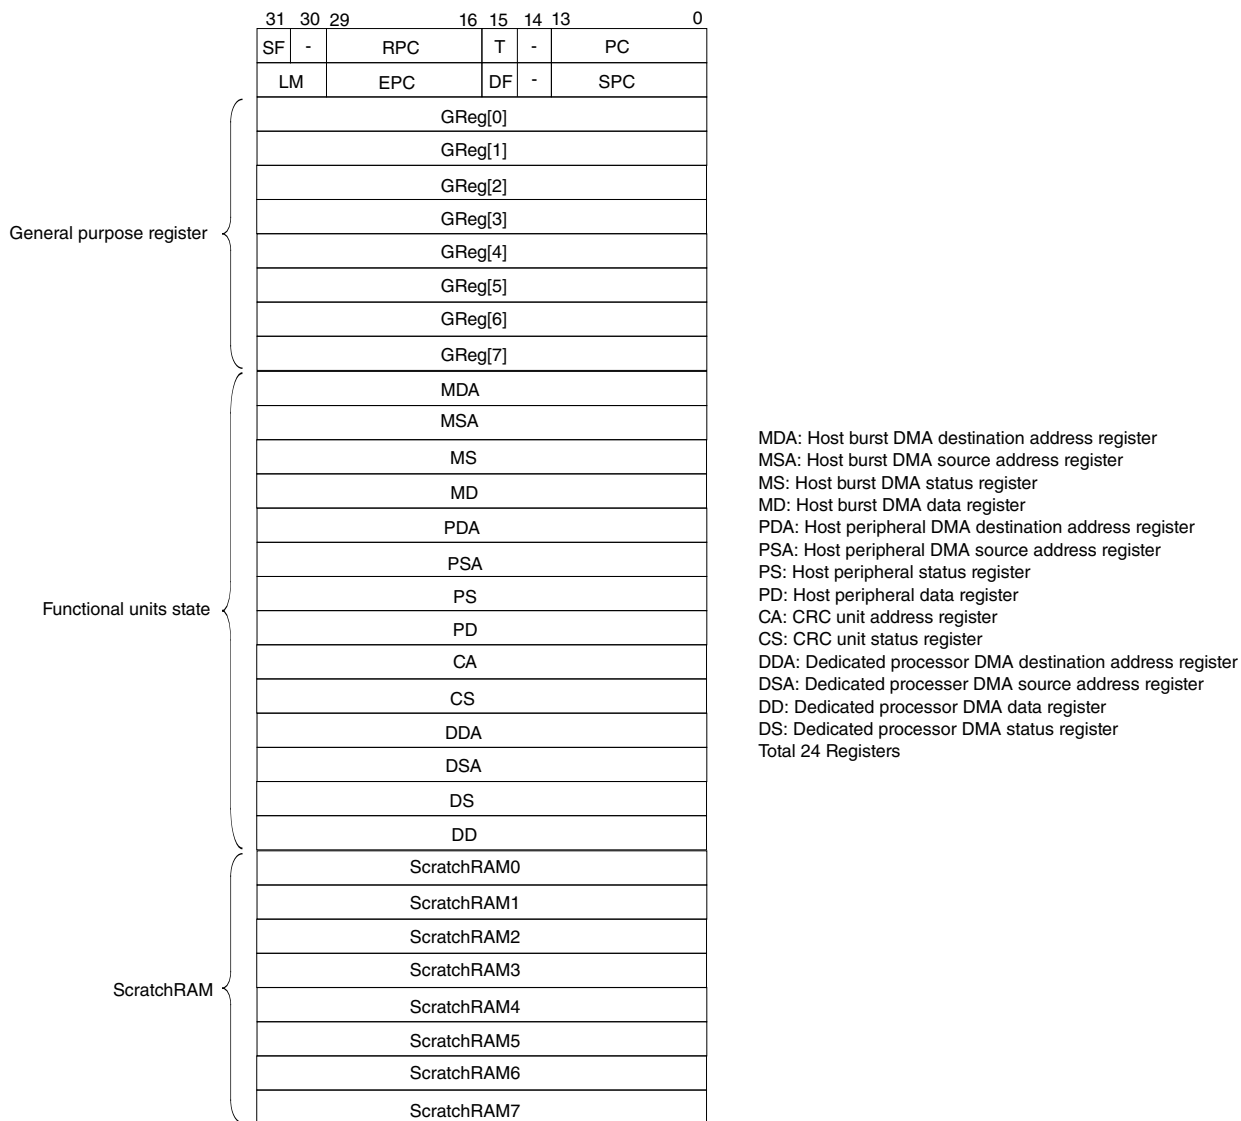 31 30 29 16 15 14 13 0
SF - RPC T - PC
LM EPC DF - SPC
GReg[0]
GReg[1]
GReg[2]
GReg[3]
General purpose register
GReg[4]
GReg[5]
GReg[6]
GReg[7]
MDA
MSA
MS
MD
PDA
PSA
PS
Functional units state
PD
CA
CS
DDA
DSA
DS
DD
MDA: Host burst DMA destination address register
MSA: Host burst DMA source address register
MS: Host burst DMA status register
MD: Host burst DMA data register
PDA: Host peripheral DMA destination address register
PSA: Host peripheral DMA source address register
PS: Host peripheral status register
PD: Host peripheral data register
CA: CRC unit address register
CS: CRC unit status register
DDA: Dedicated processor DMA destination address register
DSA: Dedicated processer DMA source address register
DD: Dedicated processor DMA data register
DS: Dedicated processor DMA status register
Total 24 Registers
ScratchRAM0
ScratchRAM1
ScratchRAM2
ScratchRAM3
ScratchRAM
ScratchRAM4
ScratchRAM5
ScratchRAM6
ScratchRAM7